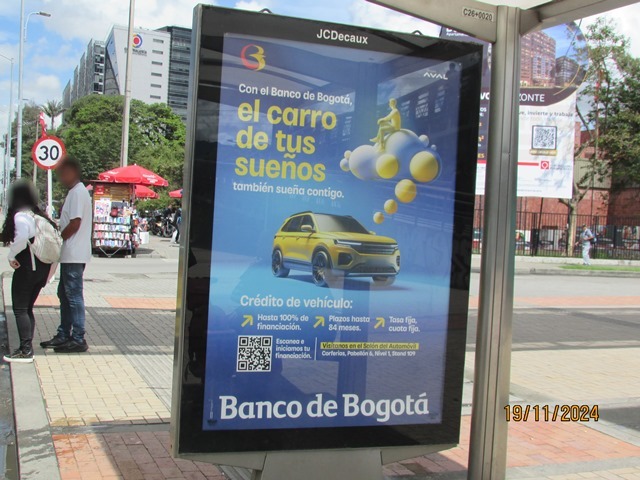 C26+0020
JCDecaux
AVAL
Con el Banco de Bogotá,
el carro
de tus
sueños
también sueña contigo.
30
ZONTE
Crédito de vehículo:
Hasta 100% de
financiación.
Plazos hasta
84 meses.
Tasa fija,
cuota fija.
Escanea e
iniciamos tu
financiación.
Visítanos en el Salón del Automóvil
Corferias, Pabellón 6, Nivel 1, Stand 109
Banco de Bogotá
19/11/2024